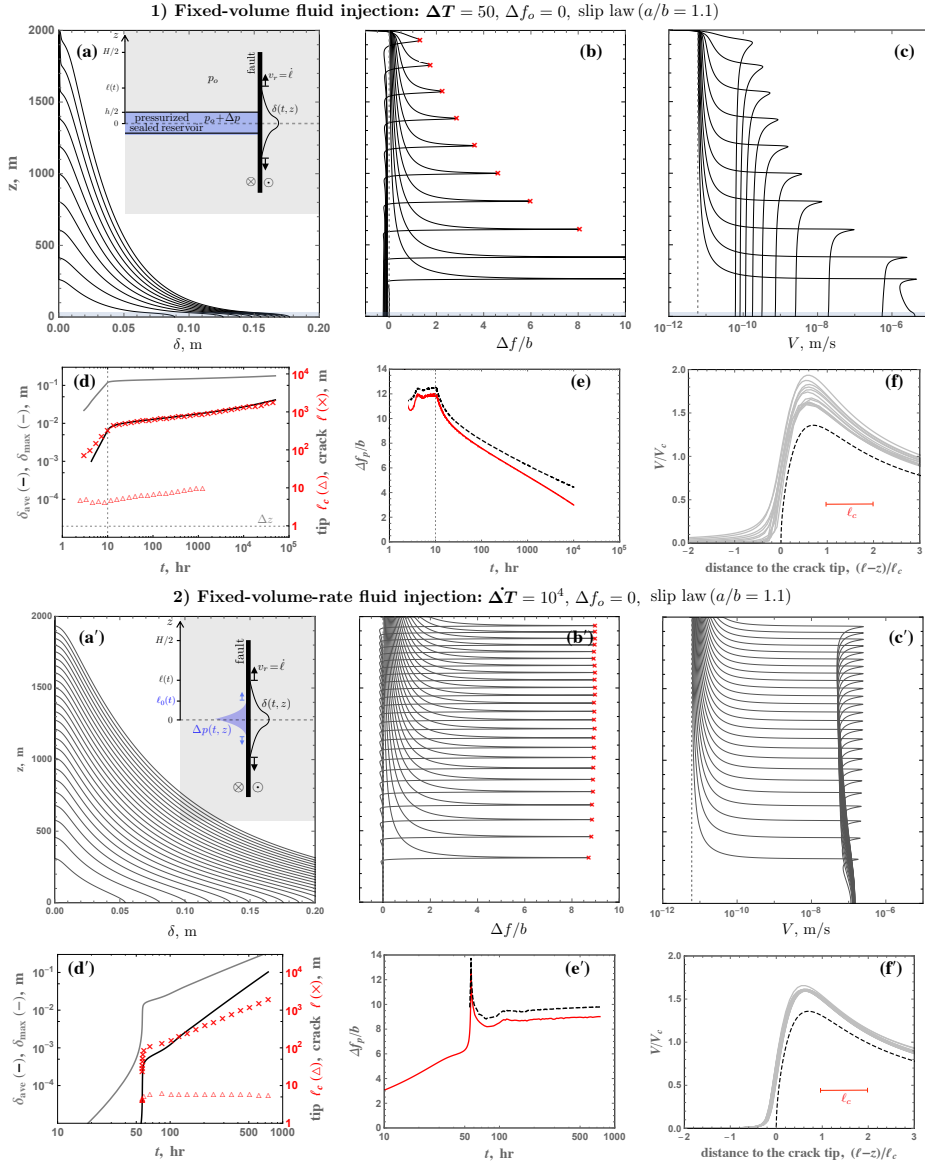 1) Fixed-volume fluid injection: ΔT = 50, Δf_o = 0, slip law (a/b = 1.1)
(a)
2000
1500
1000
500
0
z, m
0.00 0.05 0.10 0.15 0.20
δ, m
z
H/2
ℓ(t)
h/2
0
fault
p_o
v_r = ℓ̇
δ(t, z)
pressurized p_o + Δp
sealed reservoir
(b)
0 2 4 6 8 10
Δf/b
(c)
10^−12 10^−10 10^−8 10^−6
V, m/s
(d)
10^−1
10^−2
10^−3
10^−4
δ_ave (−), δ_max (−), m
10^4
10^3
10^2
10
1
tip ℓ_c (△), crack ℓ (×), m
Δz
1 10 100 1000 10^4 10^5
t, hr
(e)
14
12
10
8
6
4
2
0
Δf_p/b
1 10 100 1000 10^4 10^5
t, hr
(f)
2.0
1.5
1.0
0.5
0.0
V/V_c
ℓ_c
−2 −1 0 1 2 3
distance to the crack tip, (ℓ−z)/ℓ_c
2) Fixed-volume-rate fluid injection: ΔṪ = 10^4, Δf_o = 0, slip law (a/b = 1.1)
(a′)
2000
1500
1000
500
0
z, m
0.00 0.05 0.10 0.15 0.20
δ, m
z
H/2
ℓ(t)
ℓ_0(t)
0
fault
v_r = ℓ̇
δ(t, z)
Δp(t, z)
(b′)
0 2 4 6 8 10
Δf/b
(c′)
10^−12 10^−10 10^−8 10^−6
V, m/s
(d′)
10^−1
10^−2
10^−3
10^−4
δ_ave (−), δ_max (−), m
10^4
10^3
10^2
10
1
tip ℓ_c (△), crack ℓ (×), m
10 50 100 500 1000
t, hr
(e′)
14
12
10
8
6
4
2
0
Δf_p/b
10 50 100 500 1000
t, hr
(f′)
2.0
1.5
1.0
0.5
0.0
V/V_c
ℓ_c
−2 −1 0 1 2 3
distance to the crack tip, (ℓ−z)/ℓ_c